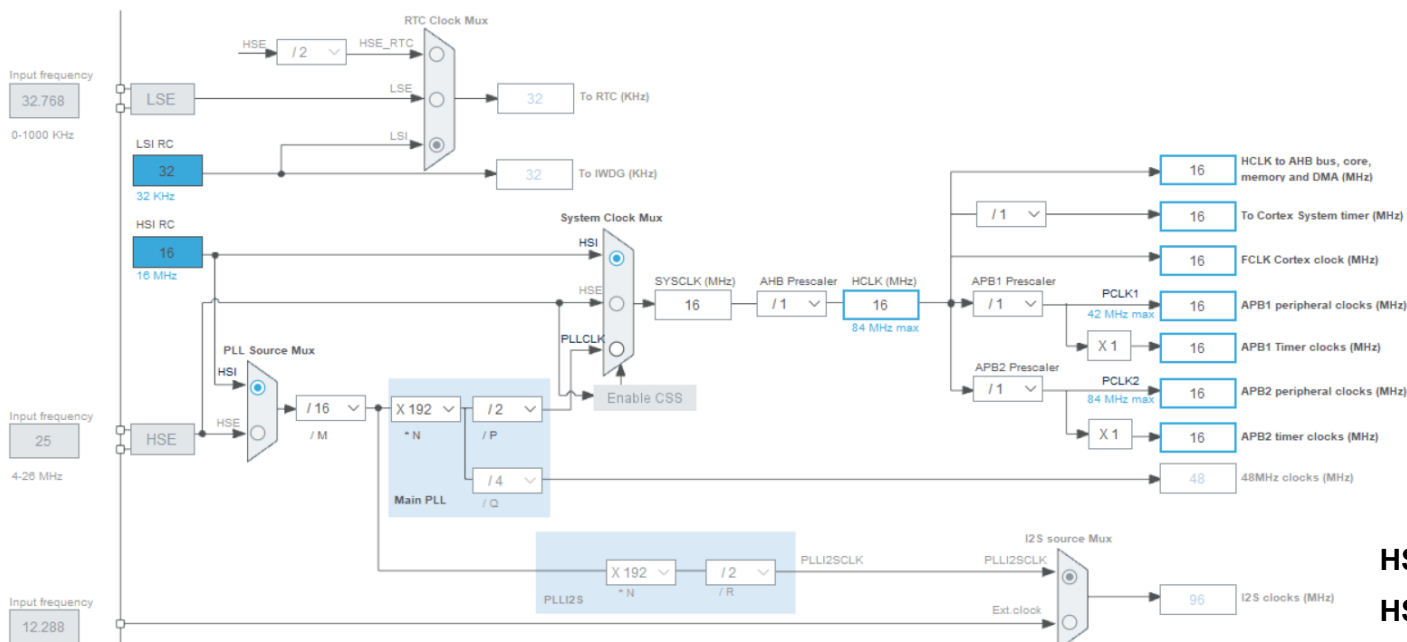 RTC Clock Mux
HSE
/ 2
HSE_RTC
Input frequency
32.768
0-1000 KHz
LSE
LSE
32
To RTC (KHz)
LSI
LSI RC
32
32 KHz
32
To IWDG (KHz)
HSI RC
16
16 MHz
System Clock Mux
HSI
HSE
PLLCLK
SYSCLK (MHz)
16
AHB Prescaler
/ 1
HCLK (MHz)
16
84 MHz max
16
HCLK to AHB bus, core,
memory and DMA (MHz)
/ 1
16
To Cortex System timer (MHz)
16
FCLK Cortex clock (MHz)
APB1 Prescaler
/ 1
PCLK1
42 MHz max
16
APB1 peripheral clocks (MHz)
X 1
16
APB1 Timer clocks (MHz)
APB2 Prescaler
/ 1
PCLK2
84 MHz max
16
APB2 peripheral clocks (MHz)
X 1
16
APB2 timer clocks (MHz)
48
48MHz clocks (MHz)
PLL Source Mux
HSI
HSE
/ 16
/ M
X 192
* N
/ 2
/ P
/ 4
/ Q
Main PLL
Enable CSS
Input frequency
25
4-26 MHz
HSE
PLLI2S
X 192
* N
/ 2
/ R
PLLI2SCLK
PLLI2SCLK
I2S source Mux
Ext.clock
96
I2S clocks (MHz)
Input frequency
12.288
HS
HS